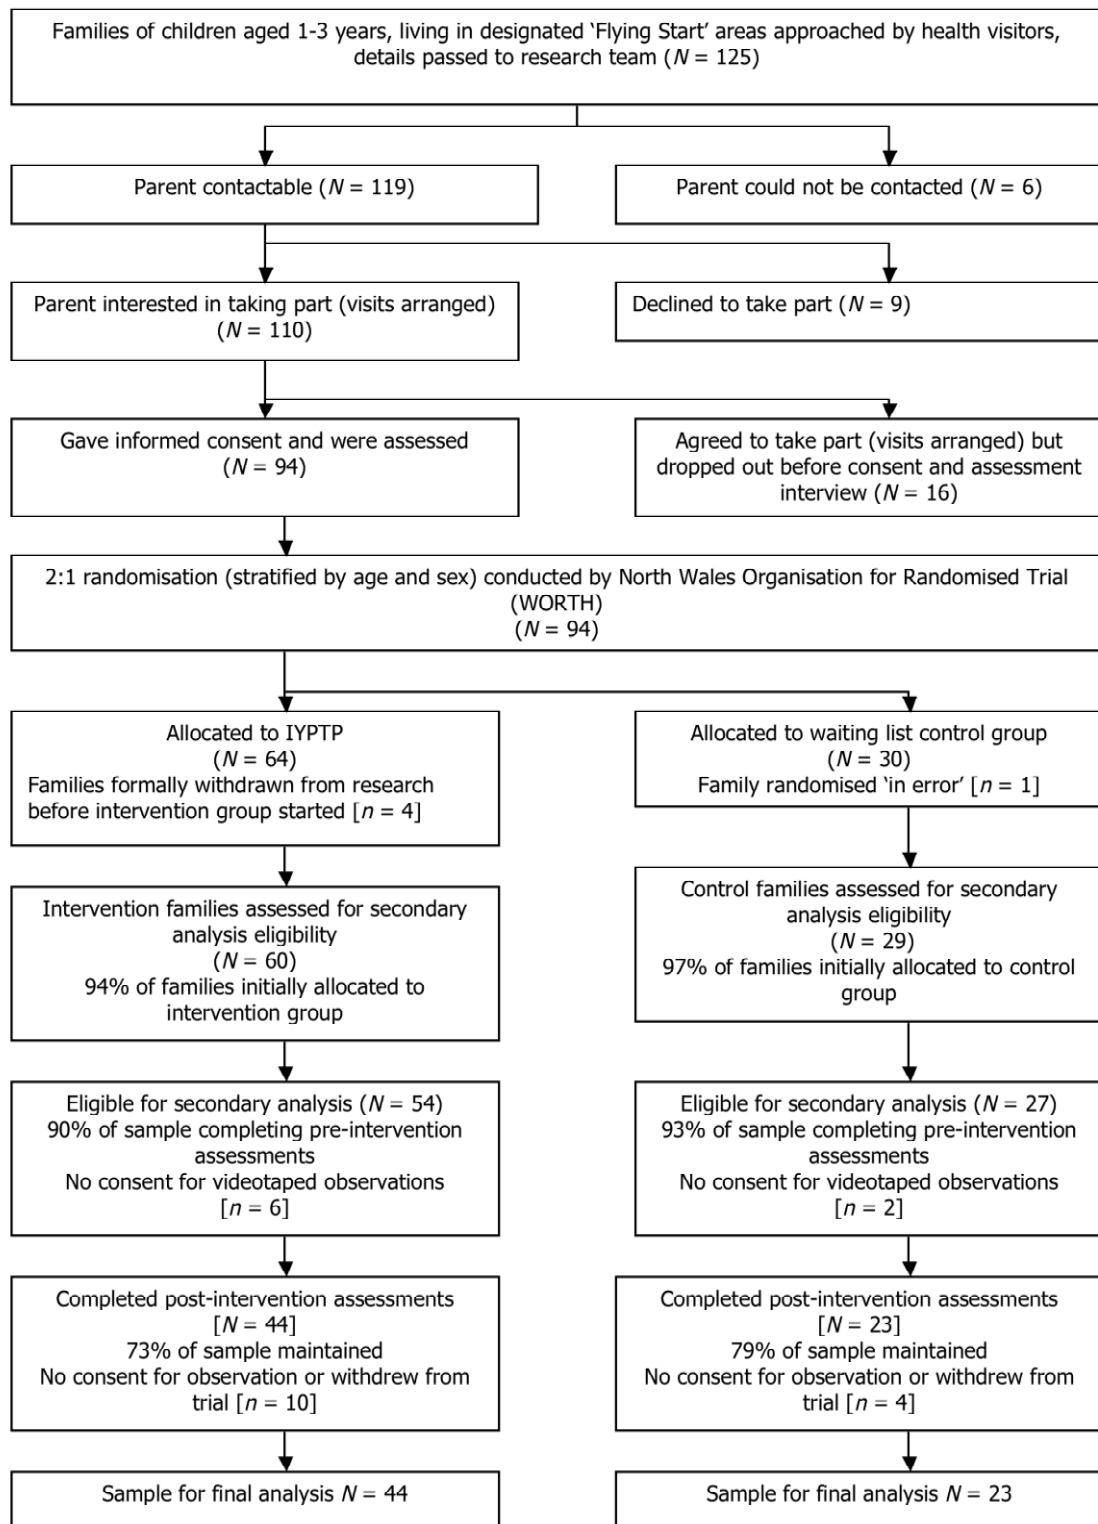 Families of children aged 1-3 years, living in designated ‘Flying Start’ areas approached by health visitors,
details passed to research team (N = 125)
Parent contactable (N = 119)
Parent could not be contacted (N = 6)
Parent interested in taking part (visits arranged)
(N = 110)
Declined to take part (N = 9)
Gave informed consent and were assessed
(N = 94)
Agreed to take part (visits arranged) but
dropped out before consent and assessment
interview (N = 16)
2:1 randomisation (stratified by age and sex) conducted by North Wales Organisation for Randomised Trial
(WORTH)
(N = 94)
Allocated to IYPTP
(N = 64)
Families formally withdrawn from research
before intervention group started [n = 4]
Allocated to waiting list control group
(N = 30)
Family randomised ‘in error’ [n = 1]
Intervention families assessed for secondary
analysis eligibility
(N = 60)
94% of families initially allocated to
intervention group
Control families assessed for secondary
analysis eligibility
(N = 29)
97% of families initially allocated to control
group
Eligible for secondary analysis (N = 54)
90% of sample completing pre-intervention
assessments
No consent for videotaped observations
[n = 6]
Eligible for secondary analysis (N = 27)
93% of sample completing pre-intervention
assessments
No consent for videotaped observations
[n = 2]
Completed post-intervention assessments
[N = 44]
73% of sample maintained
No consent for observation or withdrew from
trial [n = 10]
Completed post-intervention assessments
[N = 23]
79% of sample maintained
No consent for observation or withdrew from
trial [n = 4]
Sample for final analysis N = 44
Sample for final analysis N = 23